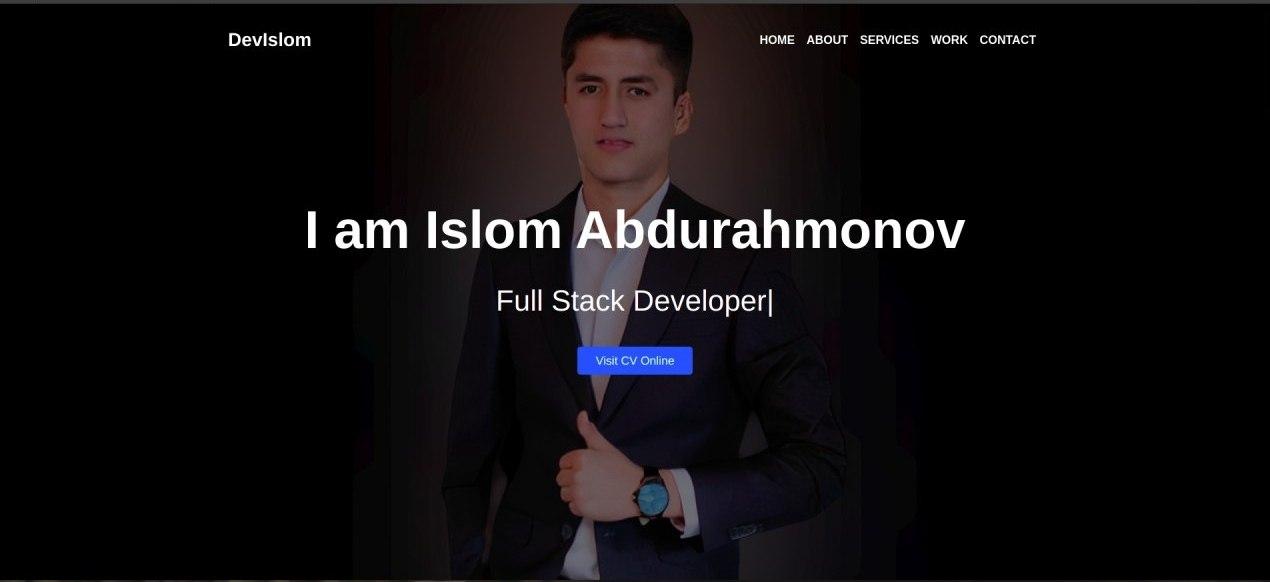 DevIslom
HOME ABOUT SERVICES WORK CONTACT
I am Islom Abdurahmonov
Full Stack Developer|
Visit CV Online